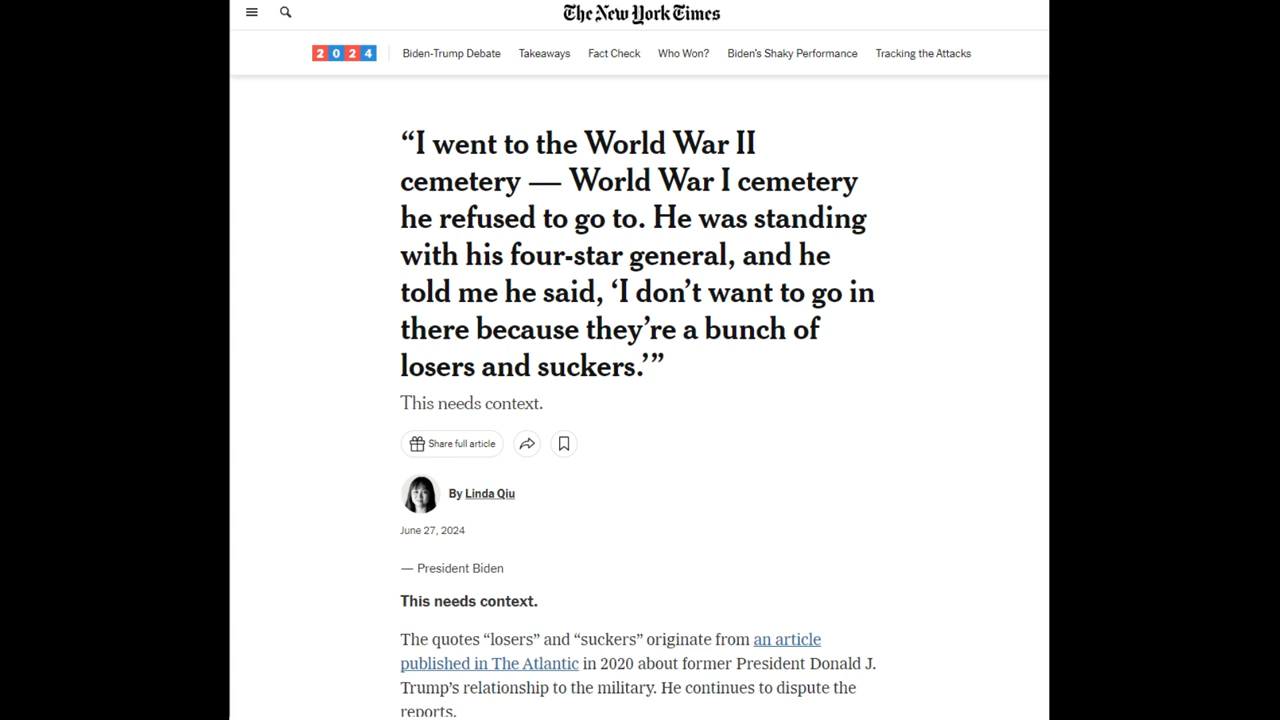 The New York Times
2024
Biden-Trump Debate Takeaways Fact Check Who Won? Biden’s Shaky Performance Tracking the Attacks
“I went to the World War II
cemetery — World War I cemetery
he refused to go to. He was standing
with his four-star general, and he
told me he said, ‘I don’t want to go in
there because they’re a bunch of
losers and suckers.’”
This needs context.
Share full article
By Linda Qiu
June 27, 2024
— President Biden
This needs context.
The quotes “losers” and “suckers” originate from an article
published in The Atlantic in 2020 about former President Donald J.
Trump’s relationship to the military. He continues to dispute the
reports.